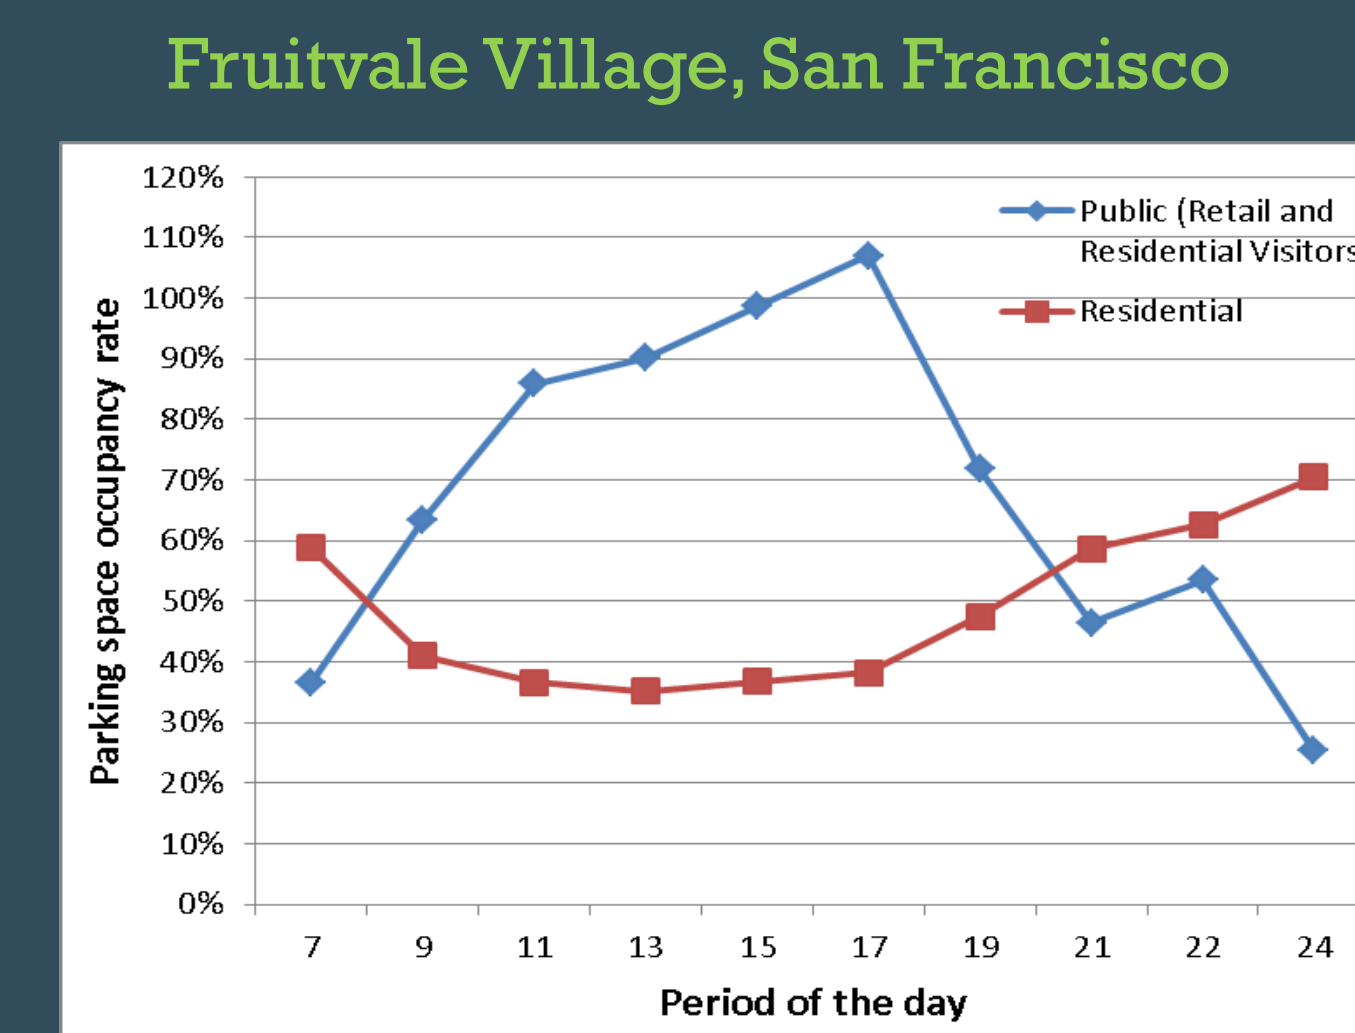 Fruitvale Village, San Francisco
120%
110%
100%
90%
80%
70%
60%
50%
40%
30%
20%
10%
0%
Parking space occupancy rate
Public (Retail and
Residential Visitors
Residential
7 9 11 13 15 17 19 21 22 24
Period of the day